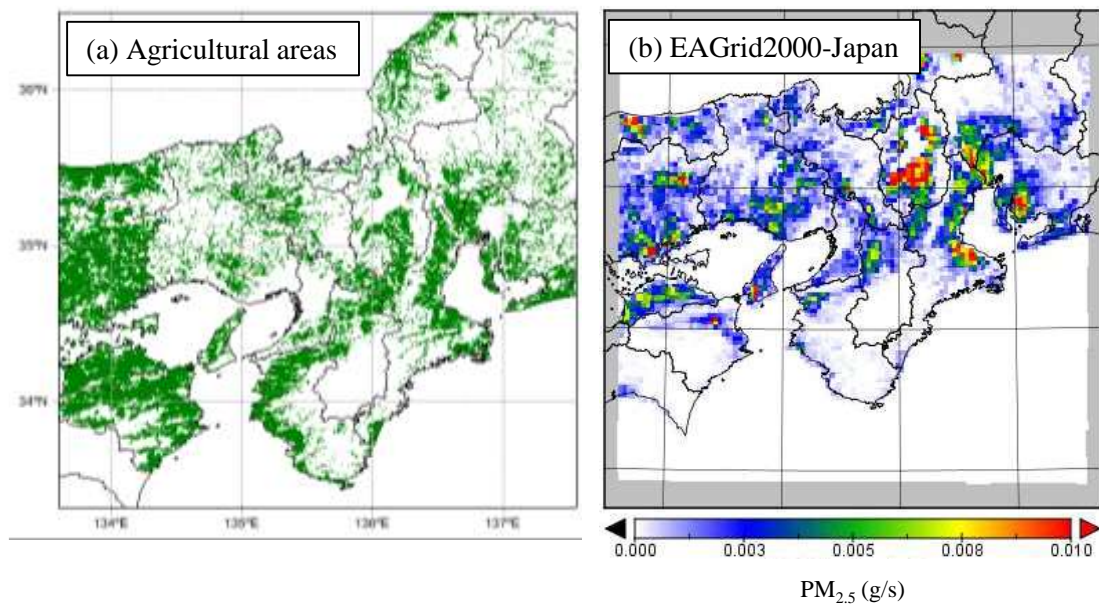 (a) Agricultural areas
(b) EAGrid2000-Japan
36°N
35°N
34°N
134°E
135°E
136°E
137°E
0.000
0.003
0.005
0.008
0.010
PM2.5 (g/s)